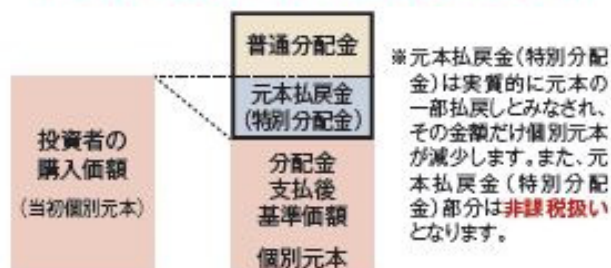 普通分配金
元本払戻金
(特別分配金)
投資者の
購入価額
(当初個別元本)
分配金
支払後
基準価額
個別元本
※元本払戻金(特別分配
金)は実質的に元本の
一部払戻しとみなされ、
その金額だけ個別元本
が減少します。また、元
本払戻金(特別分配
金)部分は非課税扱い
となります。